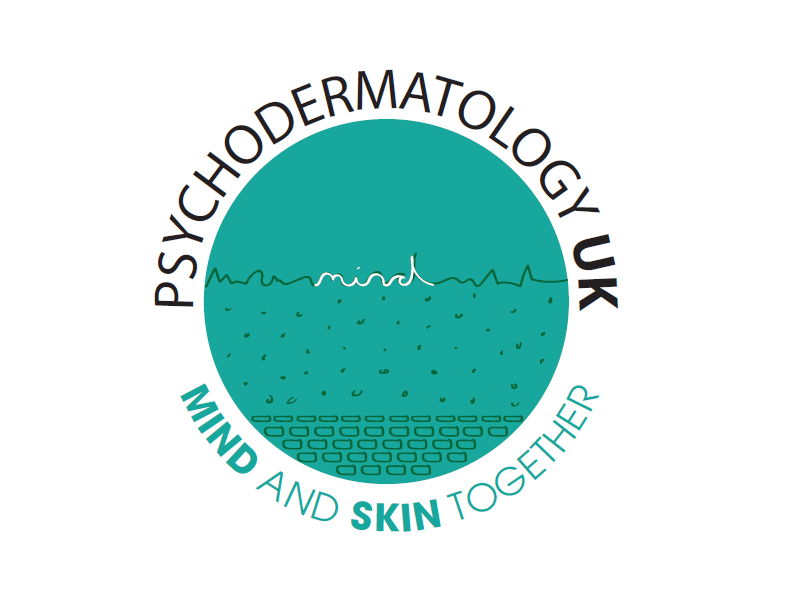 PSYCHODERMATOLOGY UK
mind
MIND AND SKIN TOGETHER